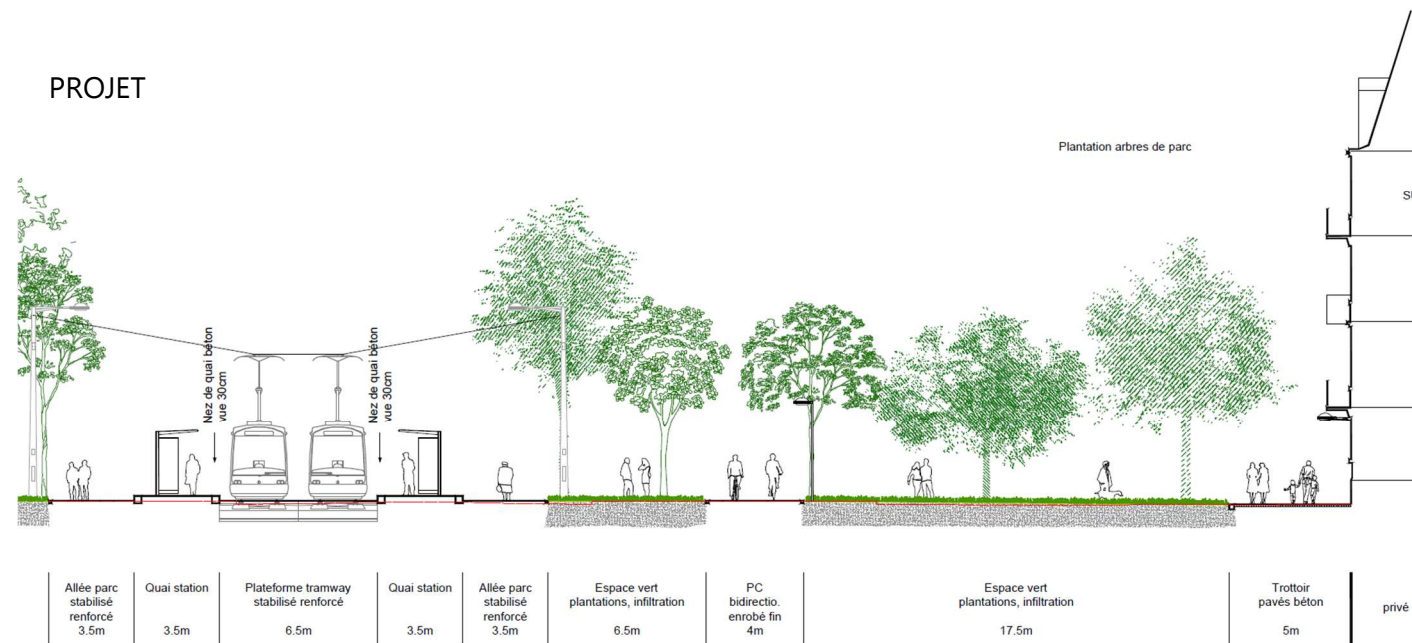 PROJET
Plantation arbres de parc
Nez de quai béton
vue 30cm
Nez de quai béton
vue 30cm
Allée parc
stabilisé
renforcé
3.5m
Quai station
3.5m
Plateforme tramway
stabilisé renforcé
6.5m
Quai station
3.5m
Allée parc
stabilisé
renforcé
3.5m
Espace vert
plantations, infiltration
6.5m
PC
bidirectio.
enrobé fin
4m
Espace vert
plantations, infiltration
17.5m
Trottoir
pavés béton
5m
privé